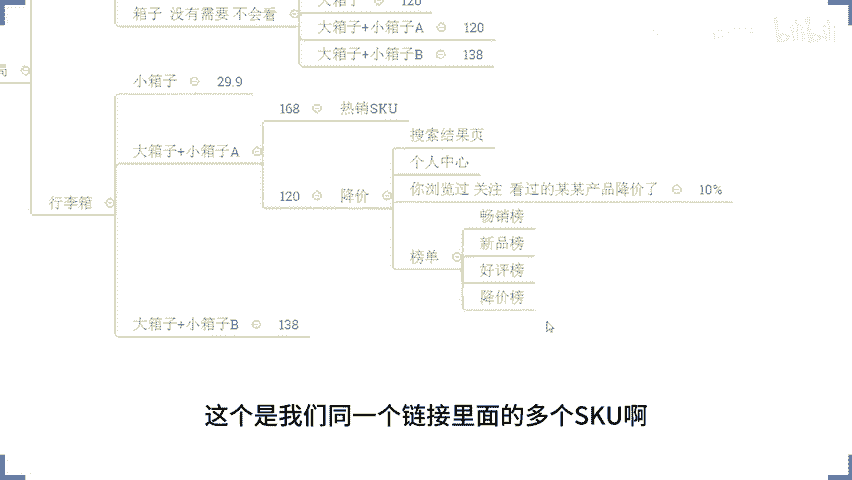 大箱子 120
箱子 没有需要 不会看
大箱子+小箱子A 120
大箱子+小箱子B 138
局
小箱子 29.9
168 热销SKU
搜索结果页
大箱子+小箱子A
个人中心
你浏览过 关注 看过的某某产品降价了 10%
行李箱
120 降价
畅销榜
新品榜
榜单
好评榜
降价榜
大箱子+小箱子B 138
这个是我们同一个链接里面的多个SKU啊
bilibili